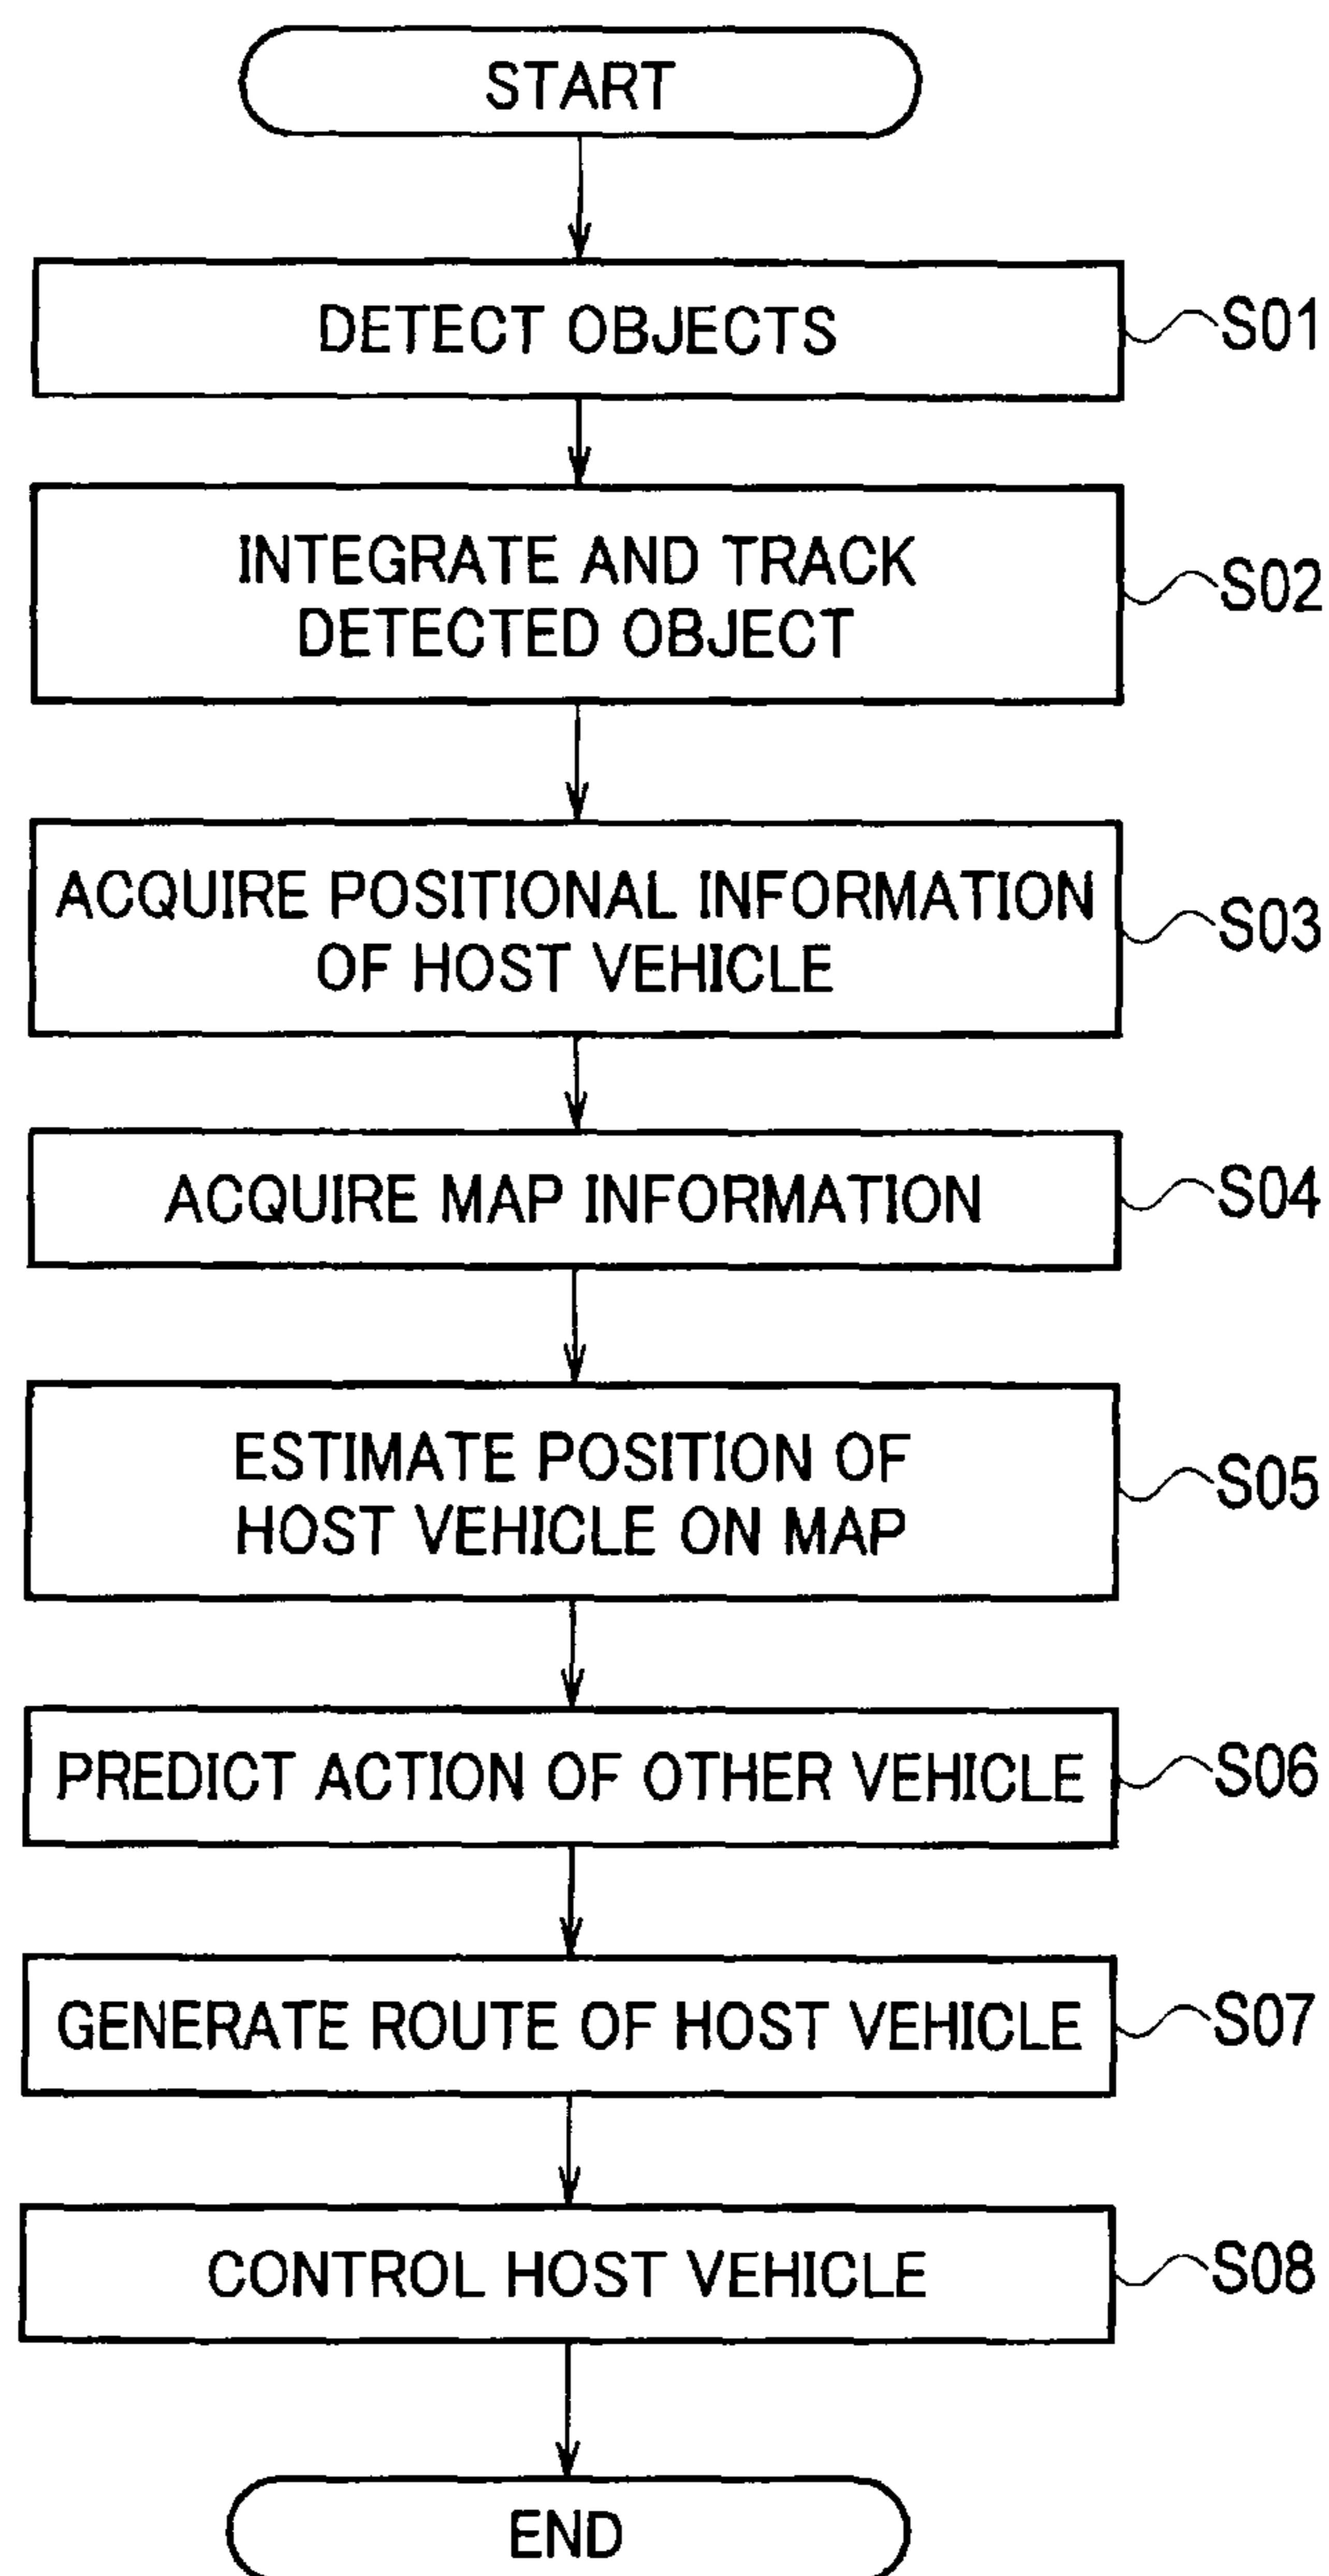 START
DETECT OBJECTS
S01
INTEGRATE AND TRACK
DETECTED OBJECT
S02
ACQUIRE POSITIONAL INFORMATION
OF HOST VEHICLE
S03
ACQUIRE MAP INFORMATION
S04
ESTIMATE POSITION OF
HOST VEHICLE ON MAP
S05
PREDICT ACTION OF OTHER VEHICLE
S06
GENERATE ROUTE OF HOST VEHICLE
S07
CONTROL HOST VEHICLE
S08
END